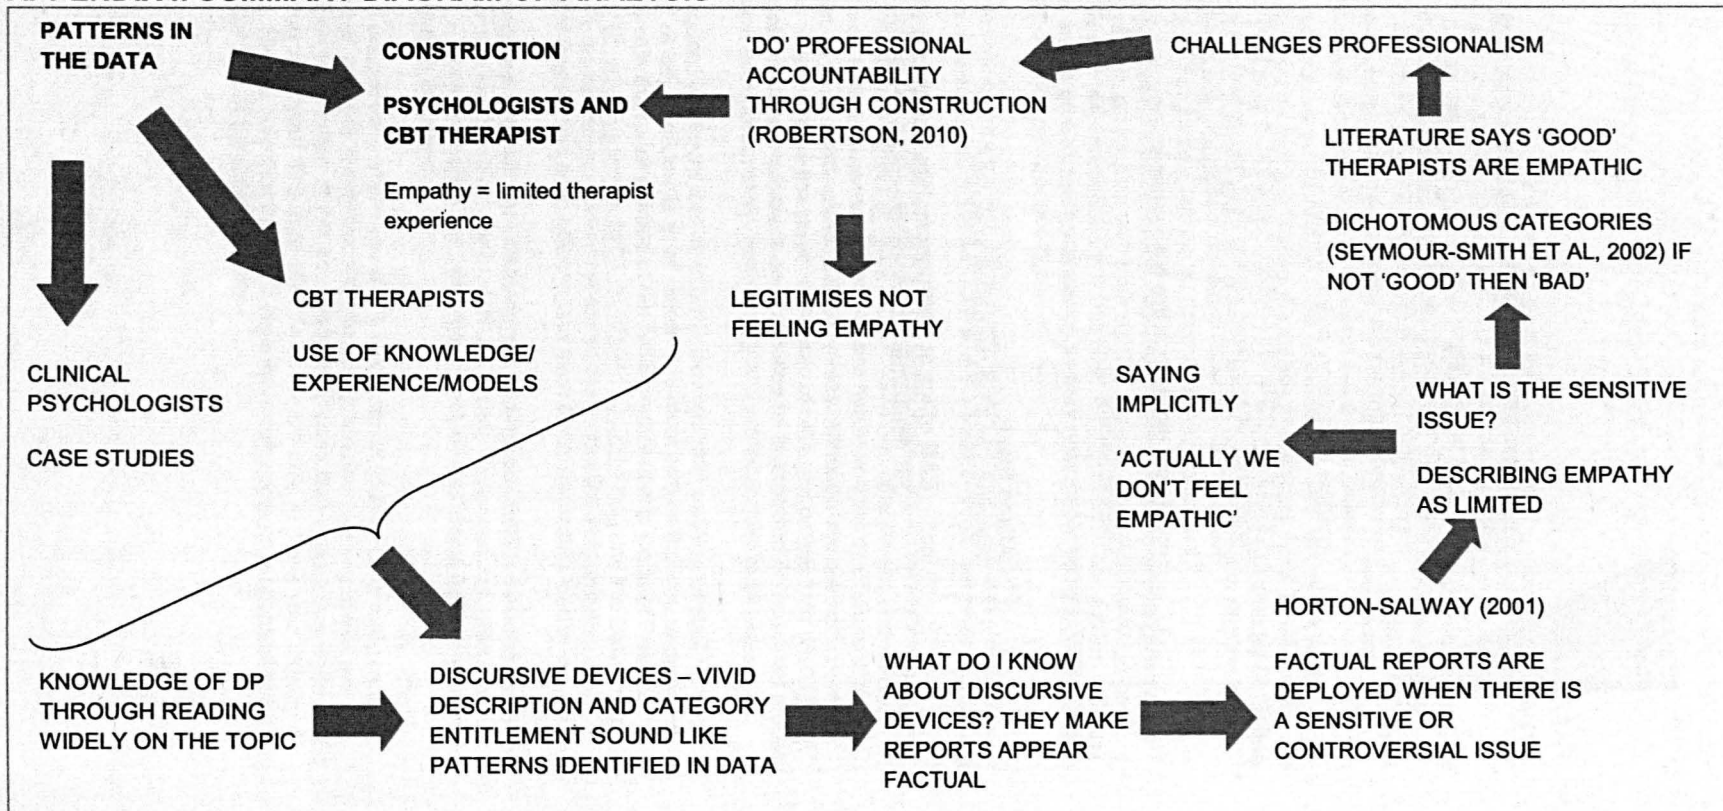 PATTERNS IN
THE DATA
CONSTRUCTION
PSYCHOLOGISTS AND
CBT THERAPIST
Empathy = limited therapist
experience
‘DO’ PROFESSIONAL
ACCOUNTABILITY
THROUGH CONSTRUCTION
(ROBERTSON, 2010)
CHALLENGES PROFESSIONALISM
LITERATURE SAYS ‘GOOD’
THERAPISTS ARE EMPATHIC
DICHOTOMOUS CATEGORIES
(SEYMOUR-SMITH ET AL, 2002) IF
NOT ‘GOOD’ THEN ‘BAD’
LEGITIMISES NOT
FEELING EMPATHY
CBT THERAPISTS
USE OF KNOWLEDGE/
EXPERIENCE/MODELS
CLINICAL
PSYCHOLOGISTS
CASE STUDIES
SAYING
IMPLICITLY
‘ACTUALLY WE
DON’T FEEL
EMPATHIC’
WHAT IS THE SENSITIVE
ISSUE?
DESCRIBING EMPATHY
AS LIMITED
HORTON-SALWAY (2001)
KNOWLEDGE OF DP
THROUGH READING
WIDELY ON THE TOPIC
DISCURSIVE DEVICES – VIVID
DESCRIPTION AND CATEGORY
ENTITLEMENT SOUND LIKE
PATTERNS IDENTIFIED IN DATA
WHAT DO I KNOW
ABOUT DISCURSIVE
DEVICES? THEY MAKE
REPORTS APPEAR
FACTUAL
FACTUAL REPORTS ARE
DEPLOYED WHEN THERE IS
A SENSITIVE OR
CONTROVERSIAL ISSUE